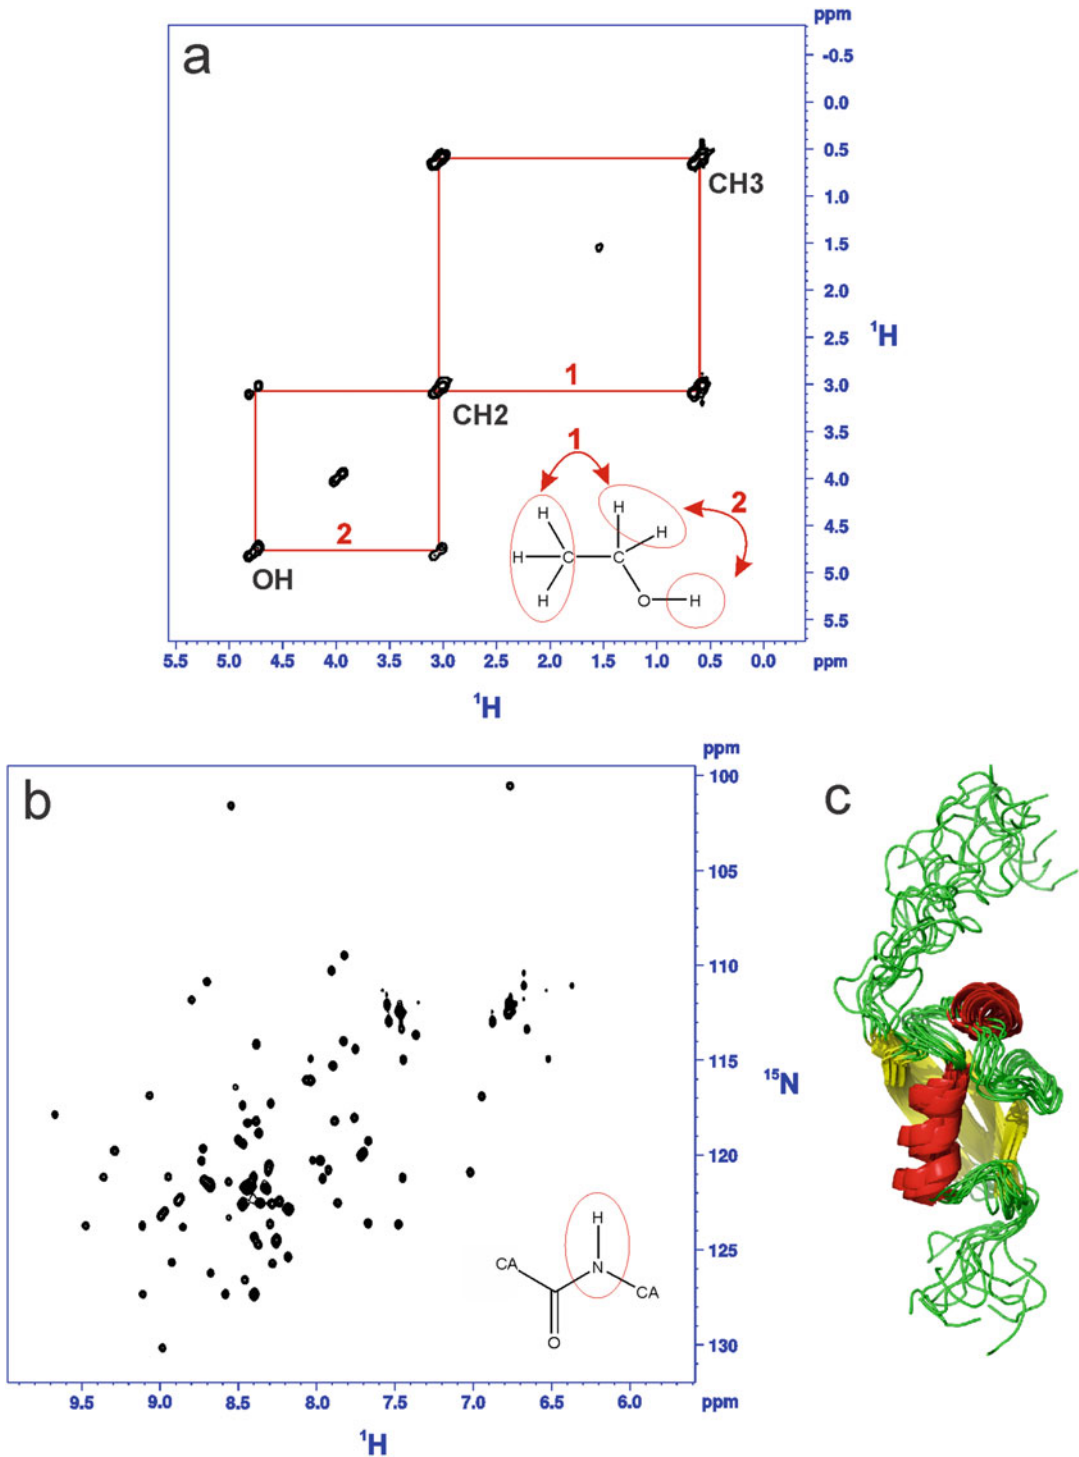 a
ppm
-0.5
0.0
0.5
1.0
1.5
2.0
2.5
3.0
3.5
4.0
4.5
5.0
5.5
¹H
CH3
1
CH2
2
OH
1
2
H
H
H
H
C
C
H
H
O
H
5.5 5.0 4.5 4.0 3.5 3.0 2.5 2.0 1.5 1.0 0.5 0.0 ppm
¹H
b
ppm
100
105
110
115
120
125
130
¹⁵N
H
CA
N
CA
O
9.5 9.0 8.5 8.0 7.5 7.0 6.5 6.0 ppm
¹H
c